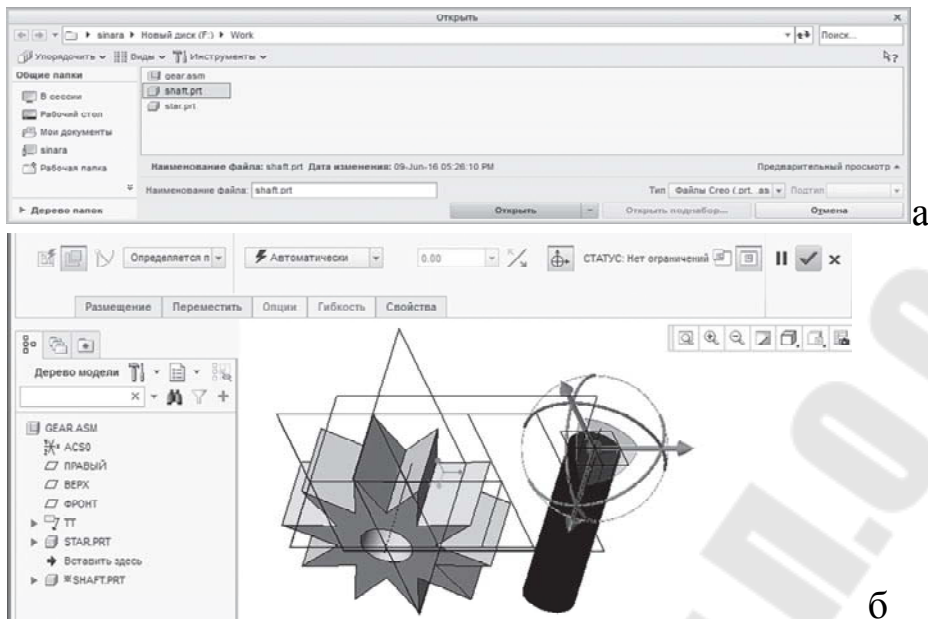 Открыть
sinara Новый диск (F:) Work Поиск...
Упорядочить Виды Инструменты
Общие папки
gear.asm
shaft.prt
star.prt
В сессии
Рабочий стол
Мои документы
sinara
Рабочая папка
Наименование файла: shaft.prt Дата изменения: 09-Jun-16 05:26:10 PM Предварительный просмотр
Наименование файла: shaft.prt Тип Файлы Creo (.prt, .as Подтип
Дерево папок
Открыть Открыть поднабор... Отмена
а
Определяется п Автоматически 0.00 СТАТУС: Нет ограничений
Размещение Переместить Опции Гибкость Свойства
Дерево модели
GEAR.ASM
ACS0
ПРАВЫЙ
ВЕРХ
ФРОНТ
ТТ
STAR.PRT
Вставить здесь
SHAFT.PRT
б
П.О